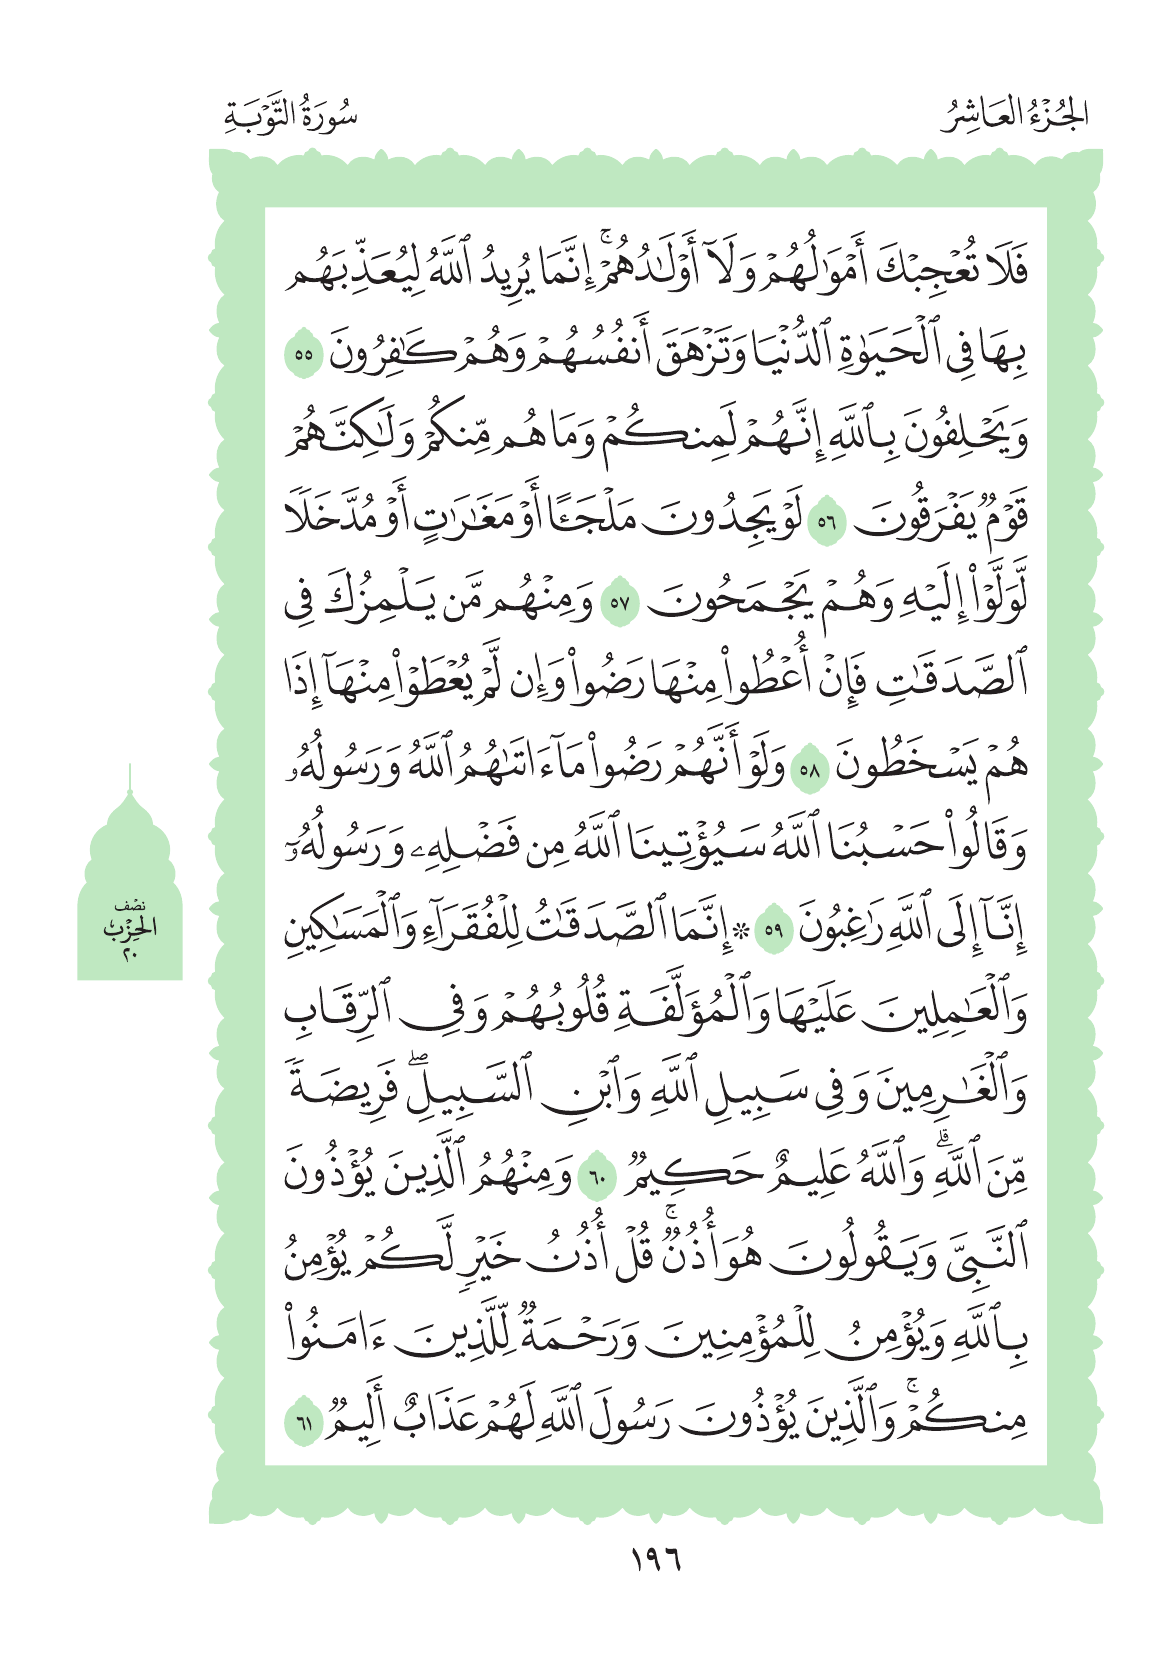 الجُزْءُ العَاشِرُ
سُورَةُ التَّوْبَةِ
فَلَا تُعْجِبْكَ أَمْوَٰلُهُمْ وَلَآ أَوْلَٰدُهُمْۚ إِنَّمَا يُرِيدُ ٱللَّهُ لِيُعَذِّبَهُم
بِهَا فِي ٱلْحَيَوٰةِ ٱلدُّنْيَا وَتَزْهَقَ أَنفُسُهُمْ وَهُمْ كَٰفِرُونَ ٥٥
وَيَحْلِفُونَ بِٱللَّهِ إِنَّهُمْ لَمِنكُمْ وَمَا هُم مِّنكُمْ وَلَٰكِنَّهُمْ
قَوْمٌ يَفْرَقُونَ ٥٦ لَوْ يَجِدُونَ مَلْجَـًٔا أَوْ مَغَٰرَٰتٍ أَوْ مُدَّخَلًا
لَّوَلَّوْا۟ إِلَيْهِ وَهُمْ يَجْمَحُونَ ٥٧ وَمِنْهُم مَّن يَلْمِزُكَ فِي
ٱلصَّدَقَٰتِ فَإِنْ أُعْطُوا۟ مِنْهَا رَضُوا۟ وَإِن لَّمْ يُعْطَوْا۟ مِنْهَآ إِذَا
هُمْ يَسْخَطُونَ ٥٨ وَلَوْ أَنَّهُمْ رَضُوا۟ مَآ ءَاتَىٰهُمُ ٱللَّهُ وَرَسُولُهُۥ
وَقَالُوا۟ حَسْبُنَا ٱللَّهُ سَيُؤْتِينَا ٱللَّهُ مِن فَضْلِهِۦ وَرَسُولُهُۥٓ
إِنَّآ إِلَى ٱللَّهِ رَٰغِبُونَ ٥٩ ۞ إِنَّمَا ٱلصَّدَقَٰتُ لِلْفُقَرَآءِ وَٱلْمَسَٰكِينِ
وَٱلْعَٰمِلِينَ عَلَيْهَا وَٱلْمُؤَلَّفَةِ قُلُوبُهُمْ وَفِي ٱلرِّقَابِ
وَٱلْغَٰرِمِينَ وَفِي سَبِيلِ ٱللَّهِ وَٱبْنِ ٱلسَّبِيلِۖ فَرِيضَةً
مِّنَ ٱللَّهِۗ وَٱللَّهُ عَلِيمٌ حَكِيمٌ ٦٠ وَمِنْهُمُ ٱلَّذِينَ يُؤْذُونَ
ٱلنَّبِيَّ وَيَقُولُونَ هُوَ أُذُنٌۚ قُلْ أُذُنُ خَيْرٍ لَّكُمْ يُؤْمِنُ
بِٱللَّهِ وَيُؤْمِنُ لِلْمُؤْمِنِينَ وَرَحْمَةٌ لِّلَّذِينَ ءَامَنُوا۟
مِنكُمْۚ وَٱلَّذِينَ يُؤْذُونَ رَسُولَ ٱللَّهِ لَهُمْ عَذَابٌ أَلِيمٌ ٦١
نصْف
الحِزْب
٢٠
١٩٦